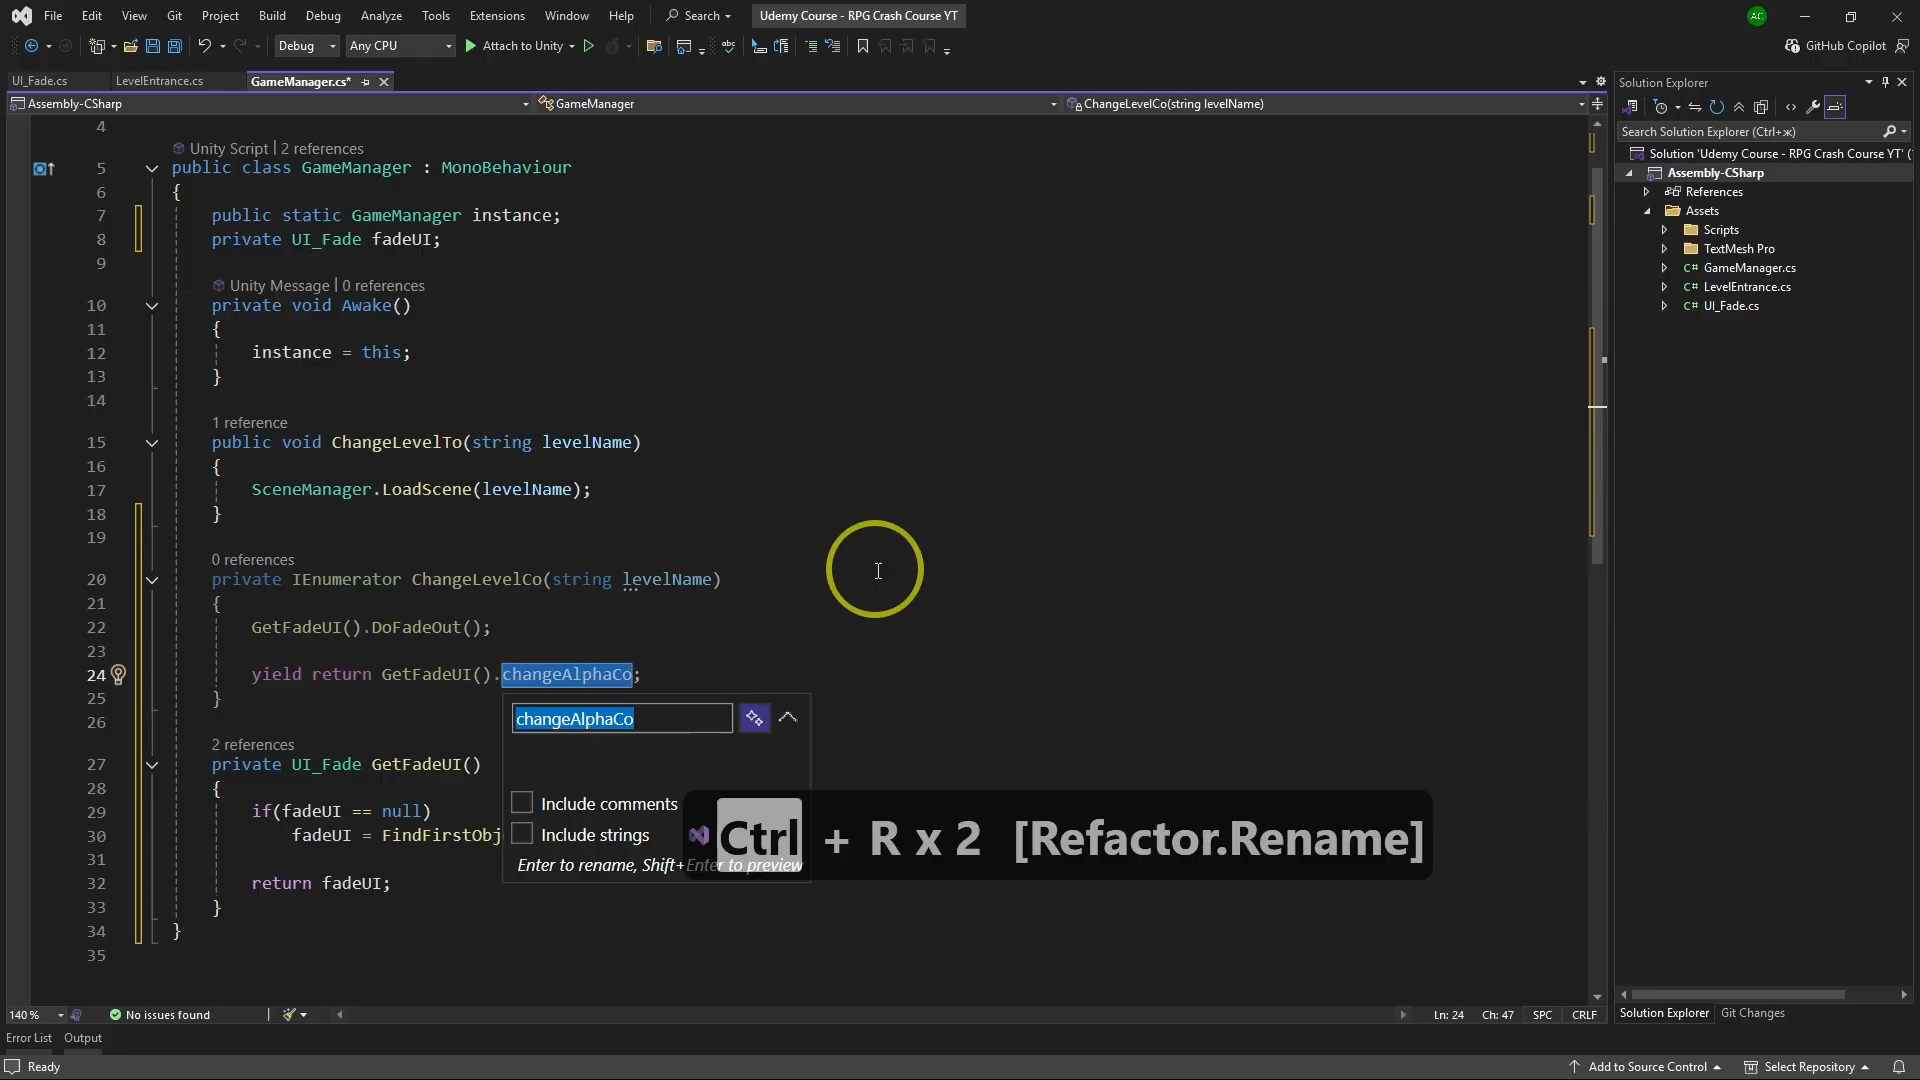 File Edit View Git Project Build Debug Analyze Tools Extensions Window Help Search Udemy Course - RPG Crash Course YT AC
Debug Any CPU Attach to Unity GitHub Copilot
UI_Fade.cs LevelEntrance.cs GameManager.cs*
Assembly-CSharp GameManager ChangeLevelCo(string levelName)
4
Unity Script | 2 references
5 public class GameManager : MonoBehaviour
6 {
7 public static GameManager instance;
8 private UI_Fade fadeUI;
9
Unity Message | 0 references
10 private void Awake()
11 {
12 instance = this;
13 }
14
1 reference
15 public void ChangeLevelTo(string levelName)
16 {
17 SceneManager.LoadScene(levelName);
18 }
19
0 references
20 private IEnumerator ChangeLevelCo(string levelName)
21 {
22 GetFadeUI().DoFadeOut();
23
24 yield return GetFadeUI().changeAlphaCo;
25 }
26
2 references
27 private UI_Fade GetFadeUI()
28 {
29 if(fadeUI == null)
30 fadeUI = FindFirstObj
31
32 return fadeUI;
33 }
34 }
35
changeAlphaCo
Include comments
Include strings
Enter to rename, Shift+Enter to preview
Ctrl + R x 2 [Refactor.Rename]
140 % No issues found Ln: 24 Ch: 47 SPC CRLF
Error List Output
Ready Add to Source Control Select Repository
Solution Explorer
Search Solution Explorer (Ctrl+ж)
Solution 'Udemy Course - RPG Crash Course YT' (
Assembly-CSharp
References
Assets
Scripts
TextMesh Pro
C# GameManager.cs
C# LevelEntrance.cs
C# UI_Fade.cs
Solution Explorer Git Changes